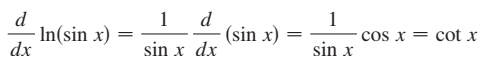 d/dx ln(sin x) = 1/(sin x) d/dx (sin x) = 1/(sin x) cos x = cot x